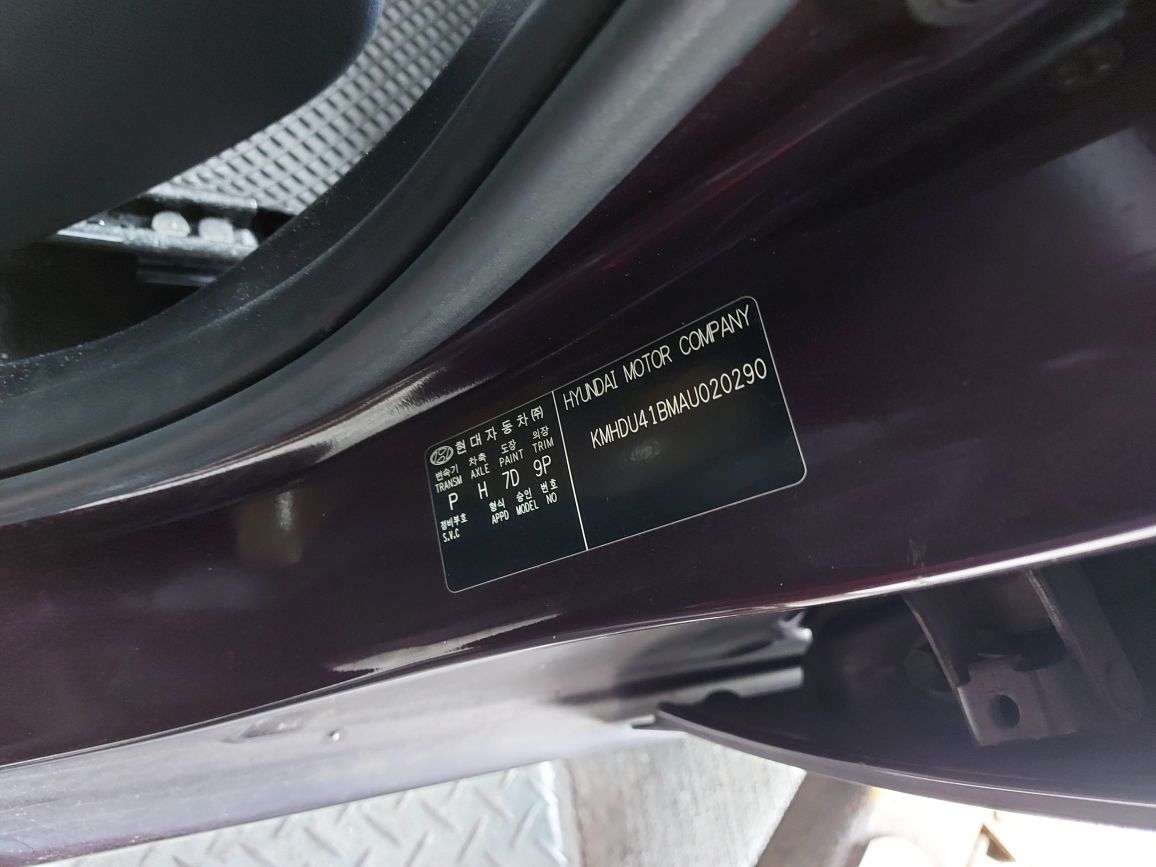 현대자동차㈜
변속기 차축 도장 의장
TRANSM AXLE PAINT TRIM
P H 7D 9P
정비부호 형식 승인 번호
S.V.C APPD MODEL NO
HYUNDAI MOTOR COMPANY
KMHDU41BMAU020290